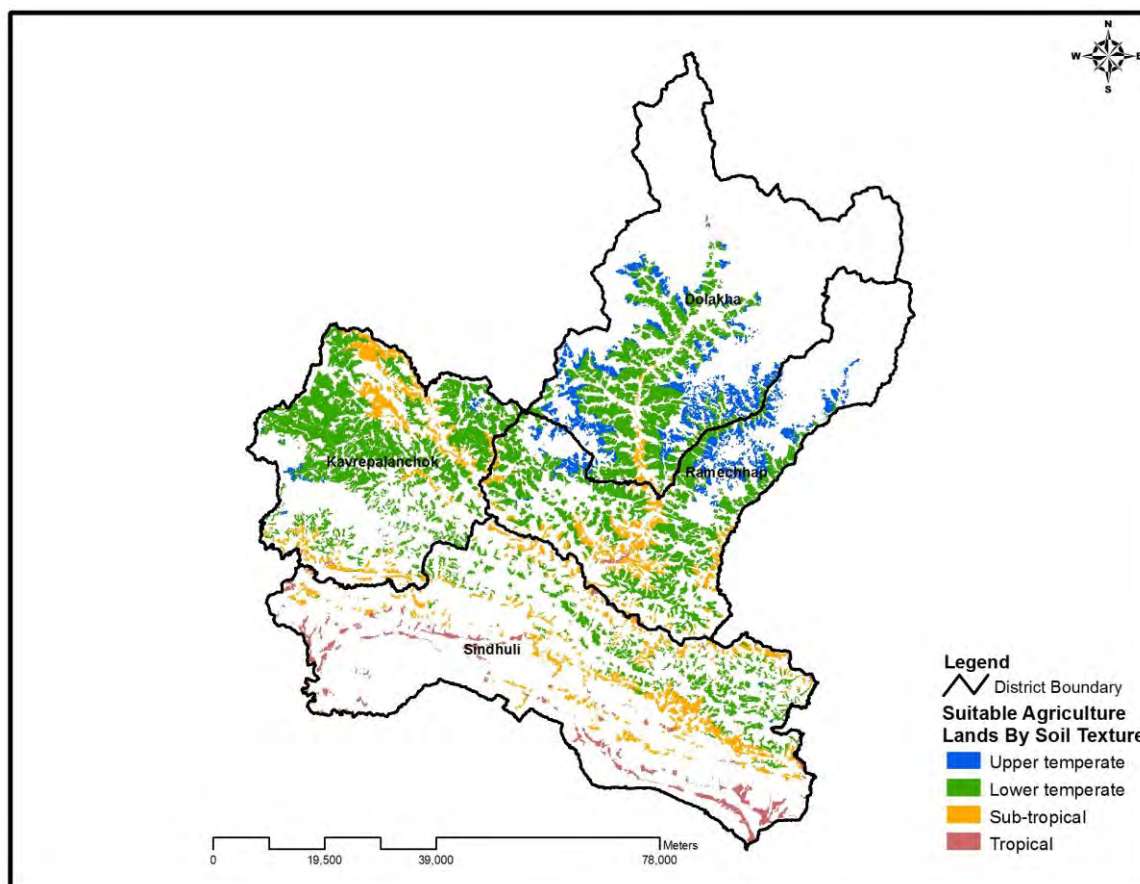 N
W E
S
Dolakha
Kavrepalanchok
Ramechhap
Sindhuli
Legend
District Boundary
Suitable Agriculture
Lands By Soil Texture
Upper temperate
Lower temperate
Sub-tropical
Tropical
Meters
0 19,500 39,000 78,000